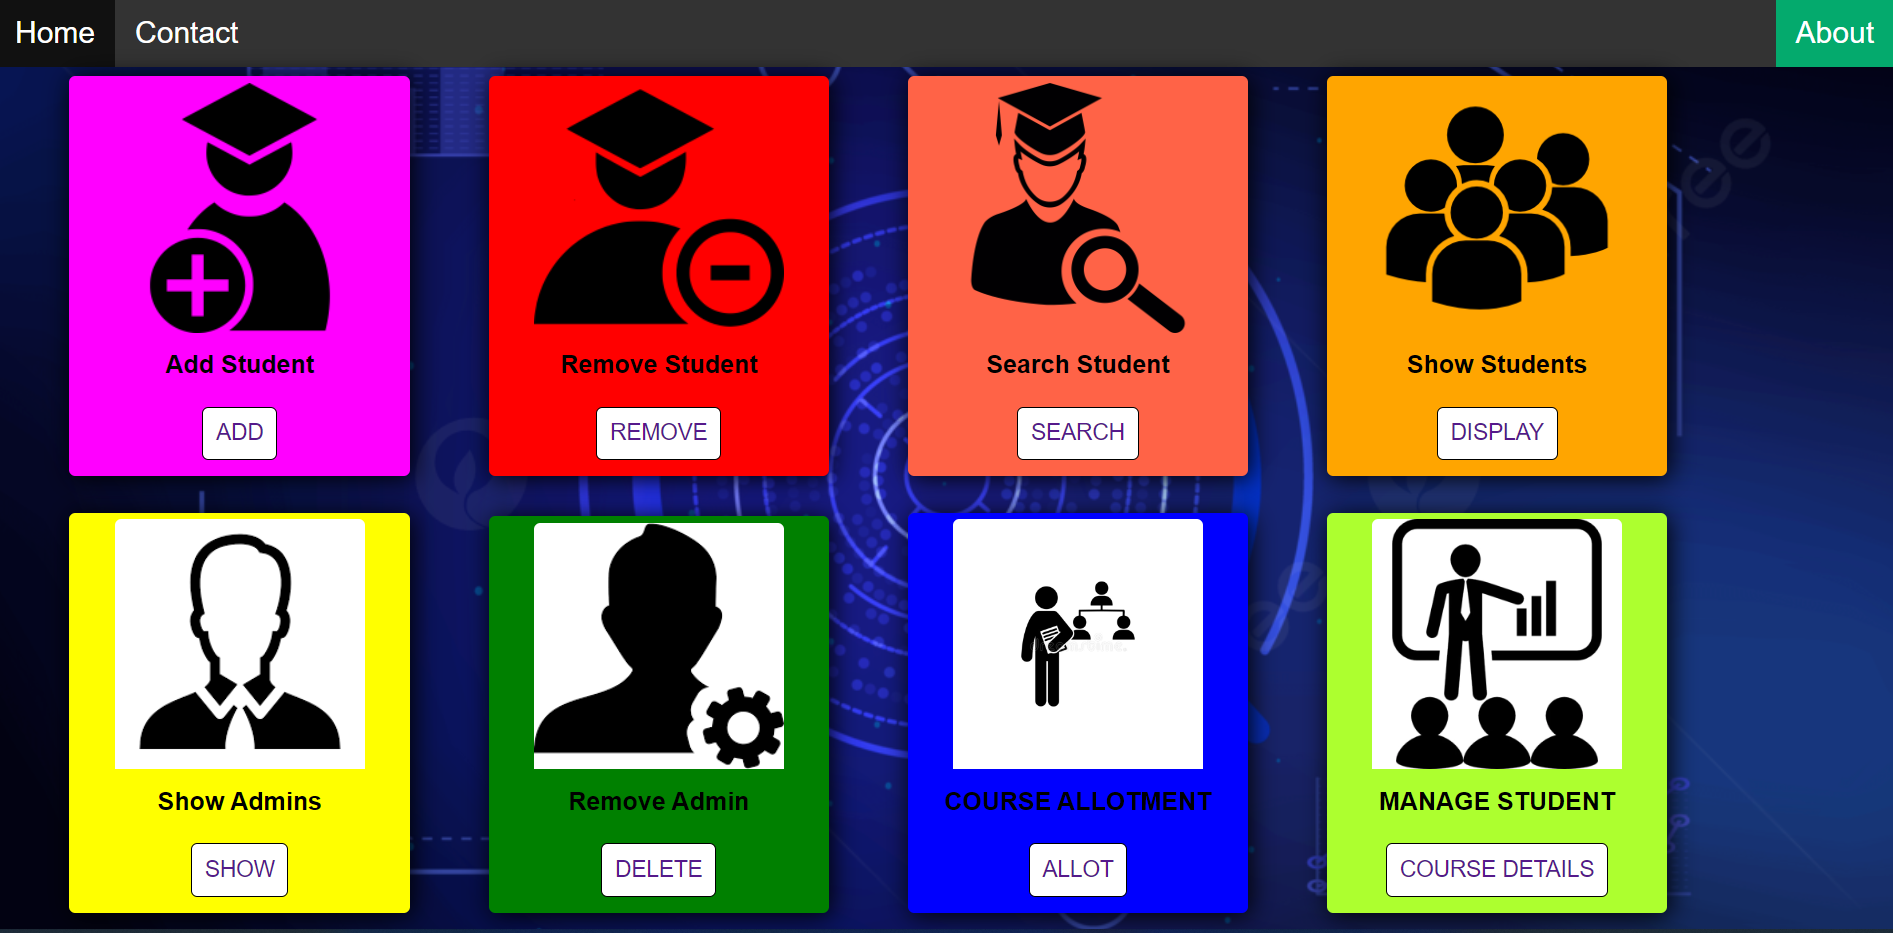 Home Contact About
Add Student Remove Student Search Student Show Students
ADD REMOVE SEARCH DISPLAY
Show Admins Remove Admin COURSE ALLOTMENT MANAGE STUDENT
SHOW DELETE ALLOT COURSE DETAILS